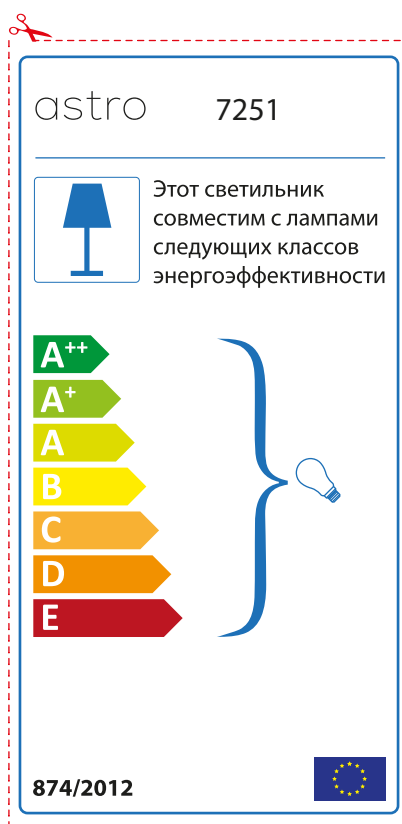 astro 7251
Этот светильник
совместим с лампами
следующих классов
энергоэффективности
A++
A+
A
B
C
D
E
874/2012